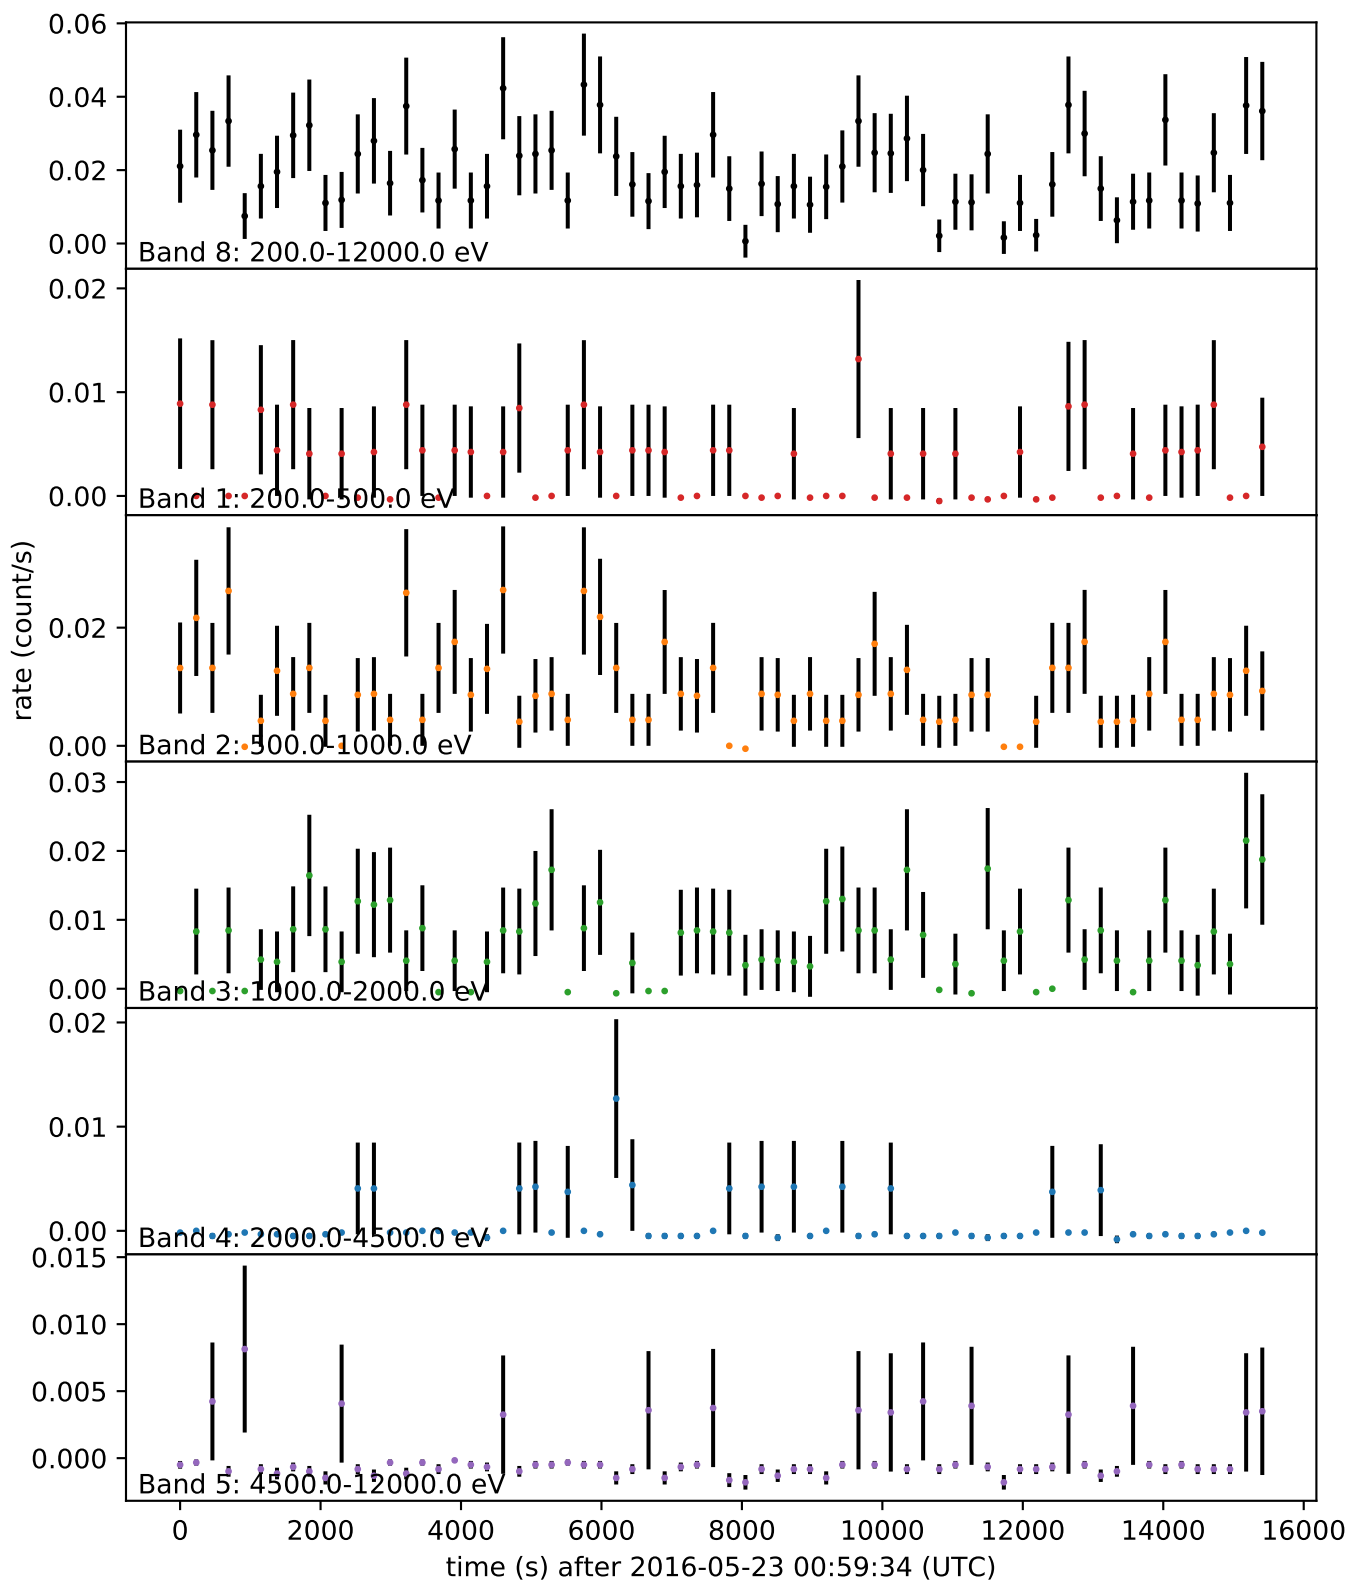 0.06
0.04
0.02
0.00
Band 8: 200.0-12000.0 eV
0.02
0.01
0.00
Band 1: 200.0-500.0 eV
rate (count/s)
0.02
0.00
Band 2: 500.0-1000.0 eV
0.03
0.02
0.01
0.00
Band 3: 1000.0-2000.0 eV
0.02
0.01
0.00
Band 4: 2000.0-4500.0 eV
0.015
0.010
0.005
0.000
Band 5: 4500.0-12000.0 eV
0 2000 4000 6000 8000 10000 12000 14000 16000
time (s) after 2016-05-23 00:59:34 (UTC)